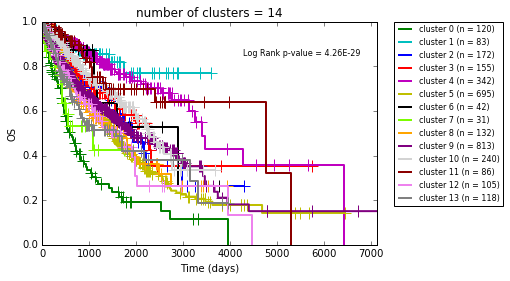 number of clusters = 14
OS
1.0
0.8
0.6
0.4
0.2
0.0
Log Rank p-value = 4.26E-29
0 1000 2000 3000 4000 5000 6000 7000
Time (days)
cluster 0 (n = 120)
cluster 1 (n = 83)
cluster 2 (n = 172)
cluster 3 (n = 155)
cluster 4 (n = 342)
cluster 5 (n = 695)
cluster 6 (n = 42)
cluster 7 (n = 31)
cluster 8 (n = 132)
cluster 9 (n = 813)
cluster 10 (n = 240)
cluster 11 (n = 86)
cluster 12 (n = 105)
cluster 13 (n = 118)